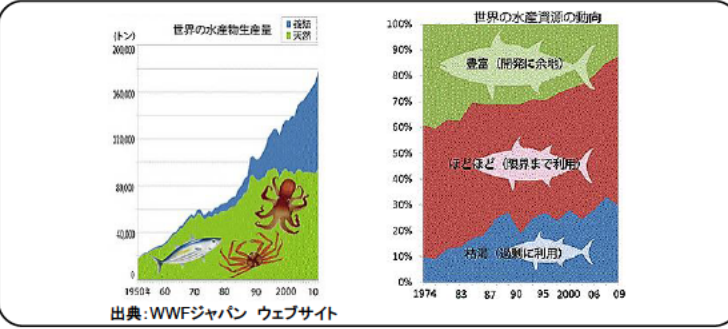 世界の水産物生産量
(トン)
養殖
天然
200,000
160,000
80,000
40,000
0
1950年 60 70 80 90 2000 10
世界の水産資源の動向
100%
90%
80%
70%
60%
50%
40%
30%
20%
10%
0%
豊富(開発に余地)
ほどほど(限界まで利用)
枯渇(過剰に利用)
1974 83 87 90 95 2000 06 09
出典:WWFジャパン ウェブサイト